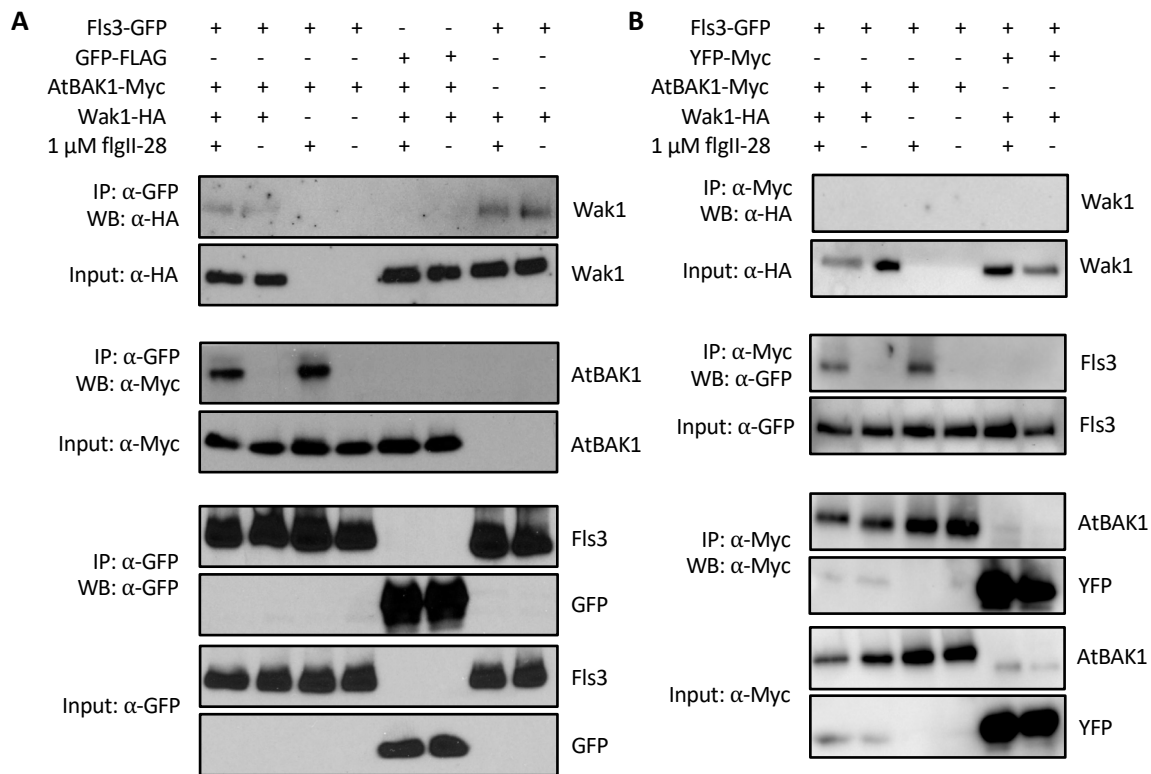 A
Fls3-GFP + + + + - - + +
GFP-FLAG - - - - + + - -
AtBAK1-Myc + + + + + + - -
Wak1-HA + + - - + + + +
1 μM flgII-28 + - + - + - + -
IP: α-GFP
WB: α-HA
Wak1
Input: α-HA
Wak1
IP: α-GFP
WB: α-Myc
AtBAK1
Input: α-Myc
AtBAK1
IP: α-GFP
WB: α-GFP
Fls3
GFP
Input: α-GFP
Fls3
GFP
B
Fls3-GFP + + + + + +
YFP-Myc - - - - + +
AtBAK1-Myc + + + + - -
Wak1-HA + + - - + +
1 μM flgII-28 + - + - + -
IP: α-Myc
WB: α-HA
Wak1
Input: α-HA
Wak1
IP: α-Myc
WB: α-GFP
Fls3
Input: α-GFP
Fls3
IP: α-Myc
WB: α-Myc
AtBAK1
YFP
Input: α-Myc
AtBAK1
YFP